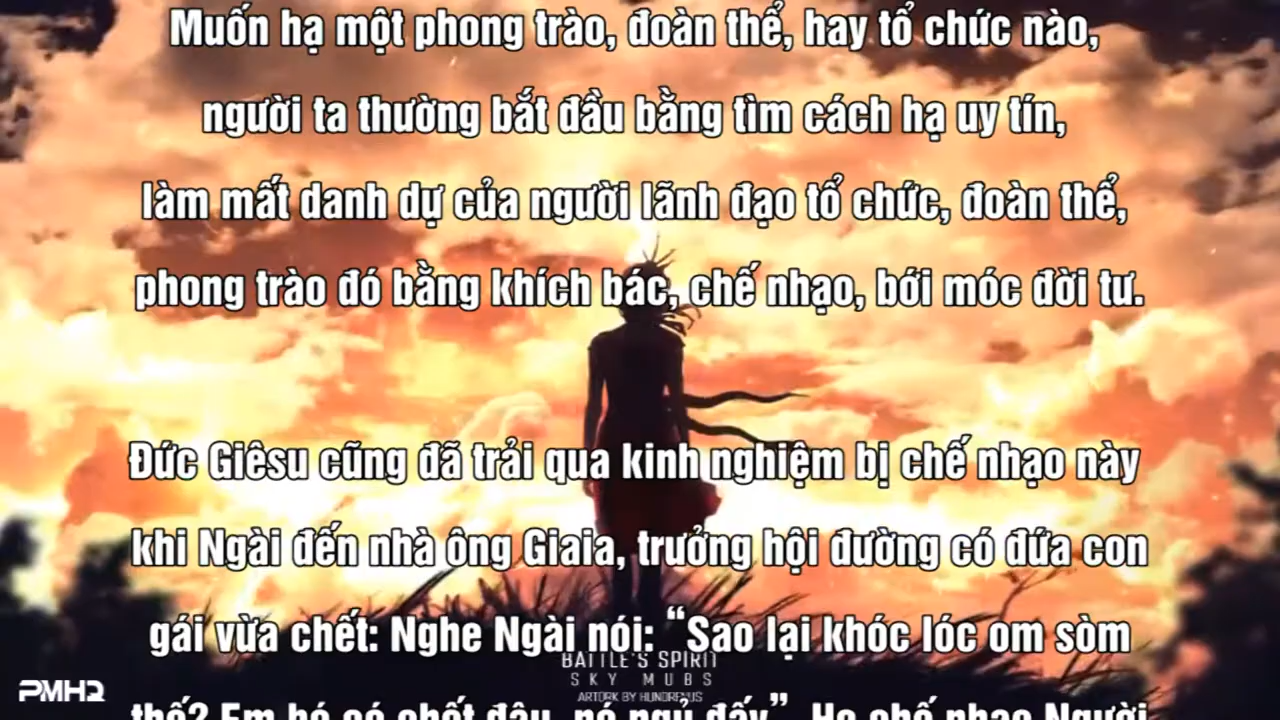 Muốn hạ một phong trào, đoàn thể, hay tổ chức nào,
người ta thường bắt đầu bằng tìm cách hạ uy tín,
làm mất danh dự của người lãnh đạo tổ chức, đoàn thể,
phong trào đó bằng khích bác, chế nhạo, bới móc đời tư.
Đức Giêsu cũng đã trải qua kinh nghiệm bị chế nhạo này
khi Ngài đến nhà ông Giaia, trưởng hội đường có đứa con
gái vừa chết: Nghe Ngài nói: “Sao lại khóc lóc om sòm
BATTLE'S SPIRIT
SKY MUBS
ARTORK BY
PMHQ
thế? Em bé có chết đâu, nó ngủ đấy”. Họ chế nhạo Người